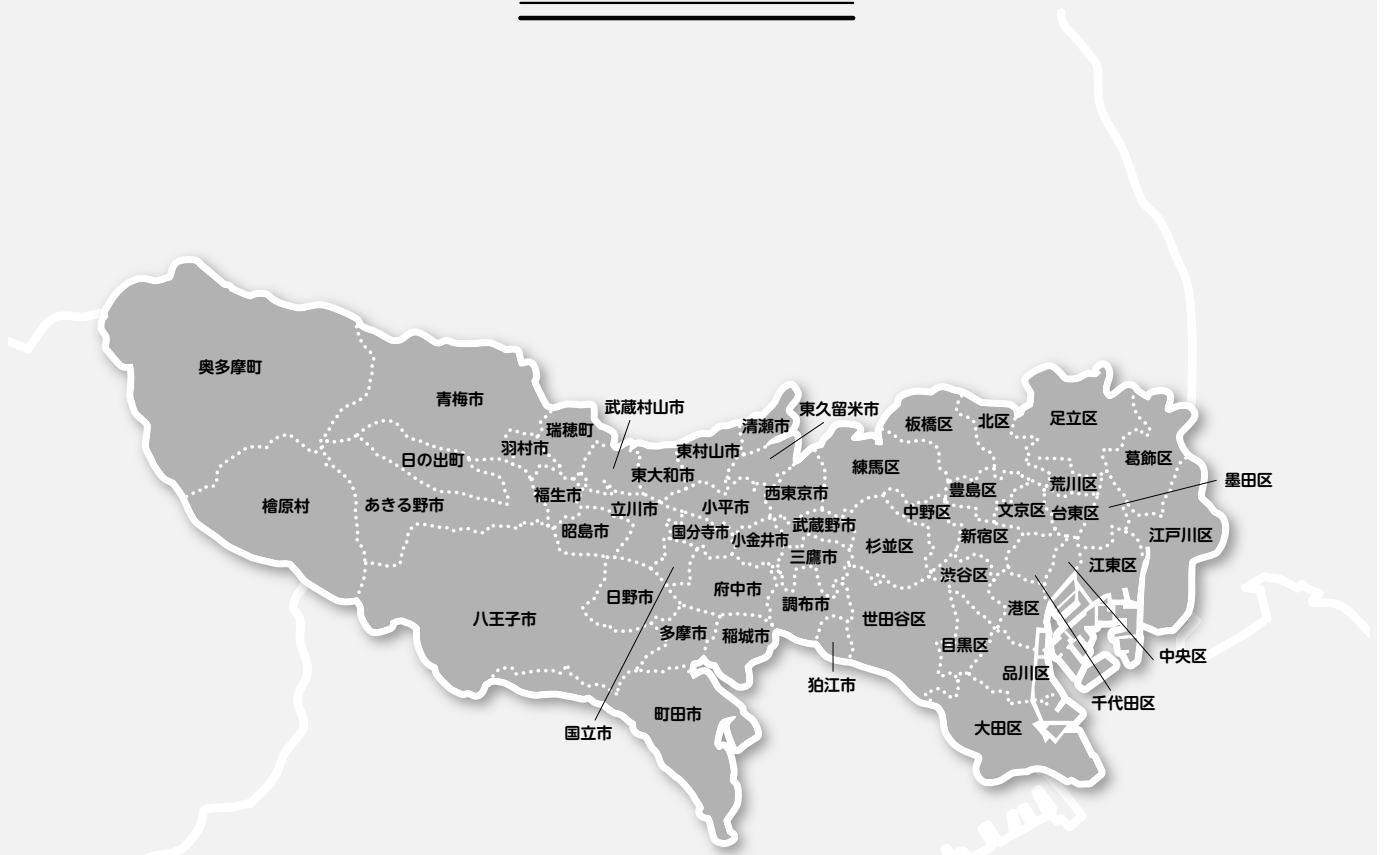 奥多摩町
青梅市
瑞穂町
武蔵村山市
清瀬市
東久留米市
板橋区
北区
足立区
羽村市
日の出町
東村山市
東大和市
練馬区
葛飾区
檜原村
あきる野市
福生市
立川市
小平市
西東京市
豊島区
荒川区
墨田区
昭島市
国分寺市
小金井市
武蔵野市
中野区
文京区
台東区
三鷹市
杉並区
新宿区
江戸川区
渋谷区
江東区
八王子市
日野市
府中市
調布市
世田谷区
港区
多摩市
稲城市
目黒区
中央区
狛江市
品川区
千代田区
町田市
国立市
大田区